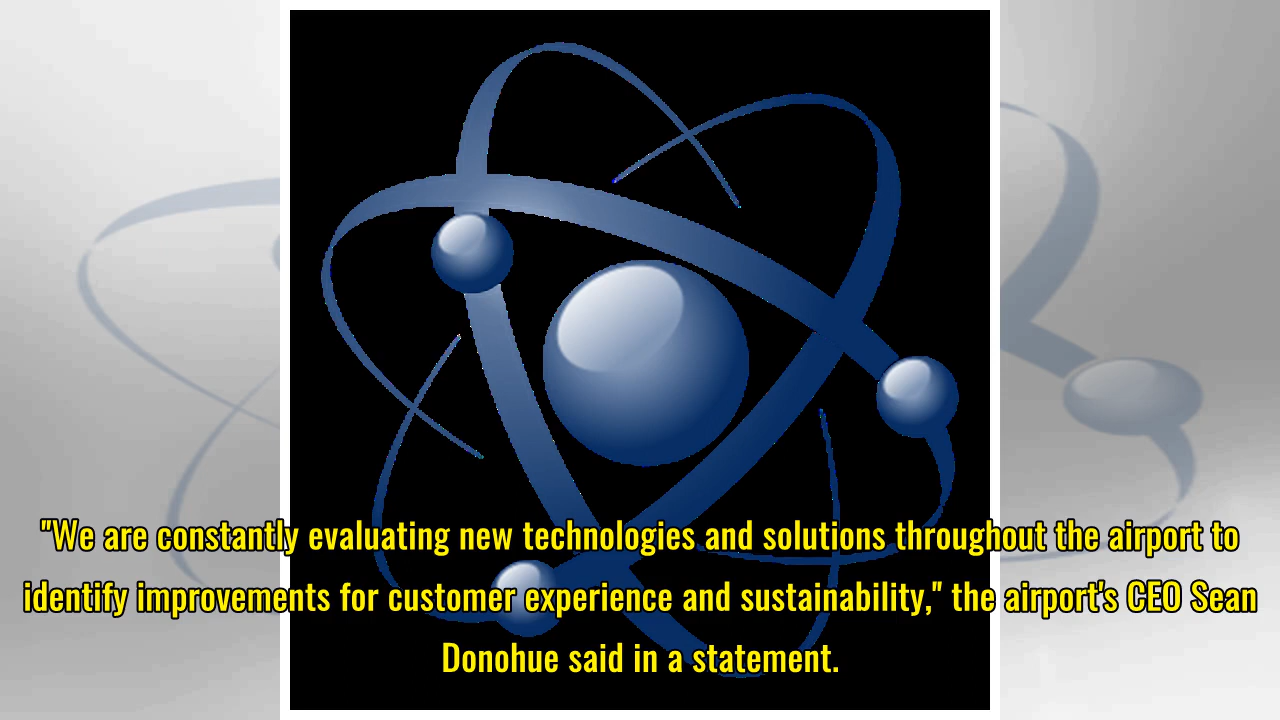 "We are constantly evaluating new technologies and solutions throughout the airport to
identify improvements for customer experience and sustainability," the airport's CEO Sean
Donohue said in a statement.